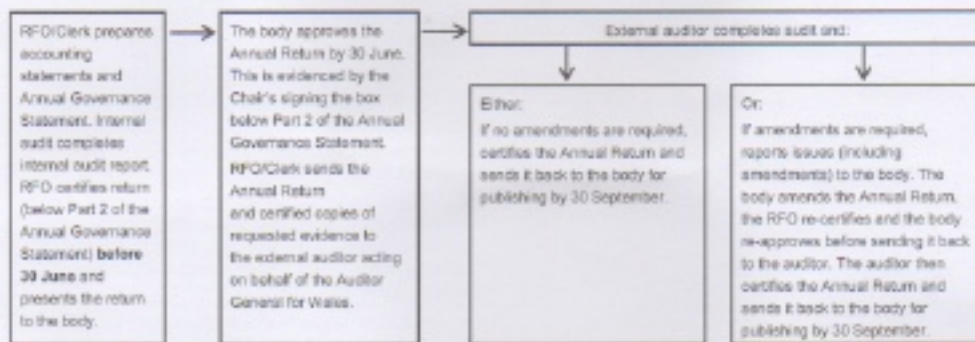 RFO/Clerk prepares
accounting
statements and
Annual Governance
Statement. Internal
audit completes
internal audit report.
RFO certifies return
(below Part 2 of the
Annual Governance
Statement) before
30 June and
presents the return
to the body.
The body approves the
Annual Return by 30 June.
This is evidenced by the
Chair's signing the box
below Part 2 of the Annual
Governance Statement.
RFO/Clerk sends the
Annual Return
and certified copies of
requested evidence to
the external auditor acting
on behalf of the Auditor
General for Wales.
External auditor completes audit and:
Either:
If no amendments are required,
certifies the Annual Return and
sends it back to the body for
publishing by 30 September.
Or:
If amendments are required,
reports issues (including
amendments) to the body. The
body amends the Annual Return,
the RFO re-certifies and the body
re-approves before sending it back
to the auditor. The auditor then
certifies the Annual Return and
sends it back to the body for
publishing by 30 September.